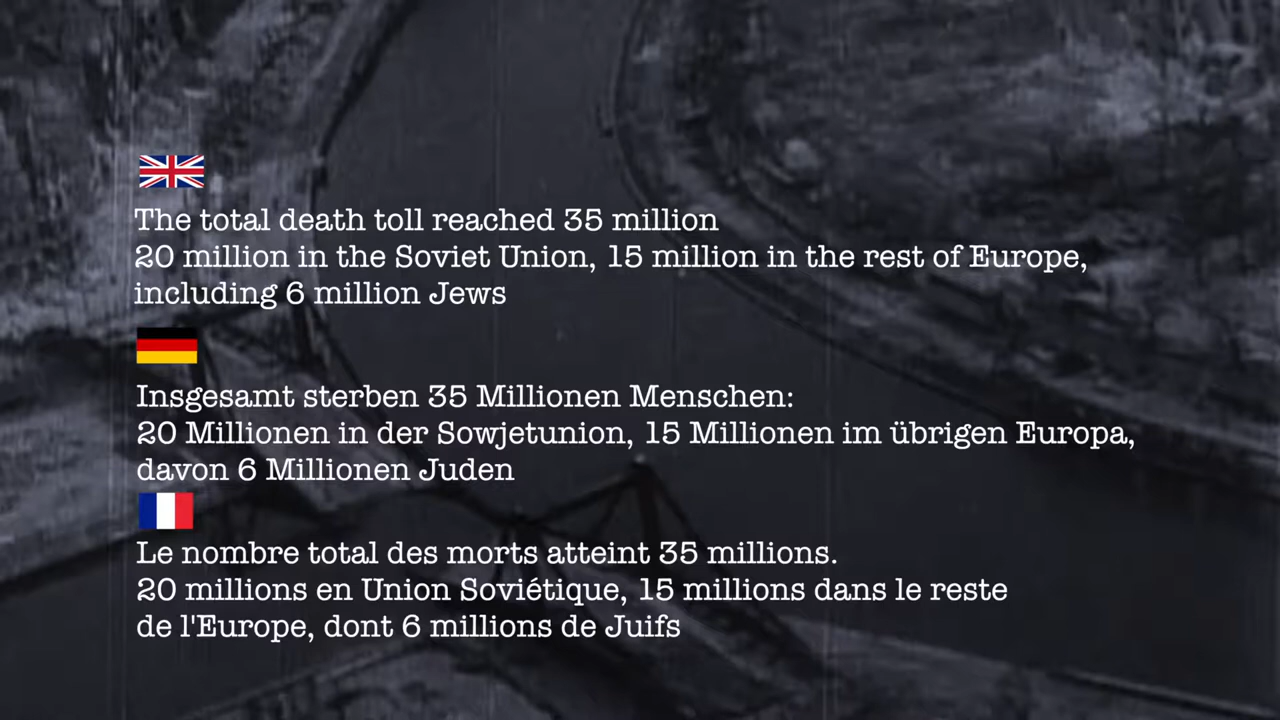 The total death toll reached 35 million
20 million in the Soviet Union, 15 million in the rest of Europe,
including 6 million Jews
Insgesamt sterben 35 Millionen Menschen:
20 Millionen in der Sowjetunion, 15 Millionen im übrigen Europa,
davon 6 Millionen Juden
Le nombre total des morts atteint 35 millions.
20 millions en Union Soviétique, 15 millions dans le reste
de l'Europe, dont 6 millions de Juifs